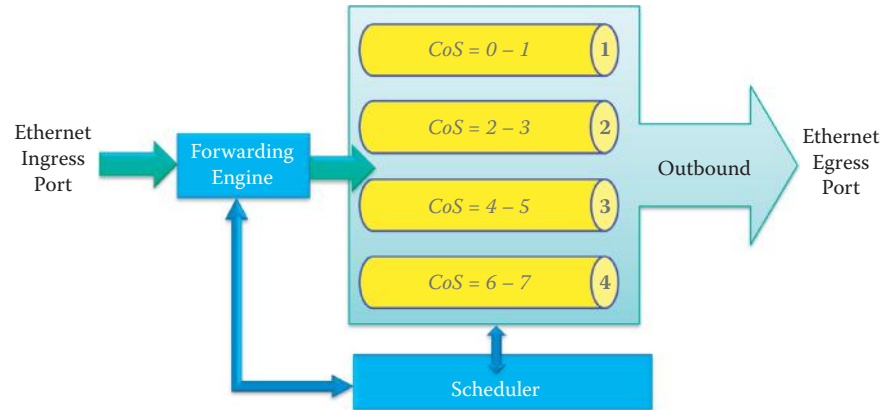 Ethernet
Ingress
Port
Forwarding
Engine
CoS = 0 – 1
1
CoS = 2 – 3
2
CoS = 4 – 5
3
CoS = 6 – 7
4
Outbound
Ethernet
Egress
Port
Scheduler